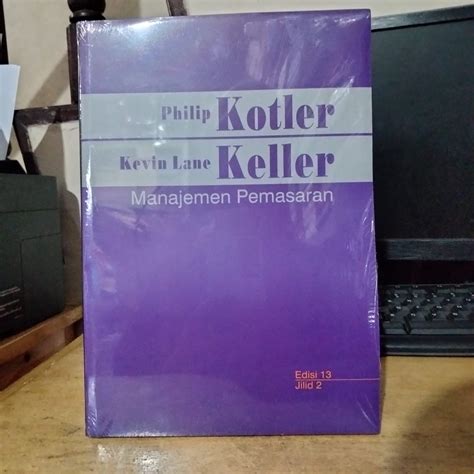 Philip Kotler
Kevin Lane Keller
Manajemen Pemasaran
Edisi 13
Jilid 2